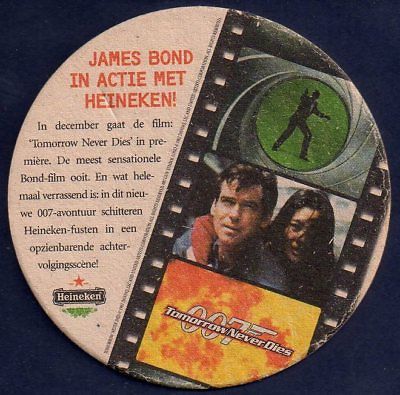 JAMES BOND
IN ACTIE MET
HEINEKEN!
In december gaat de film:
'Tomorrow Never Dies' in pre-
mière. De meest sensationele
Bond-film ooit. En wat hele-
maal verrassend is: in dit nieu-
we 007-avontuur schitteren
Heineken-fusten in een
opzienbarende achter-
volgingsscène!
Heineken
007
Tomorrow Never Dies